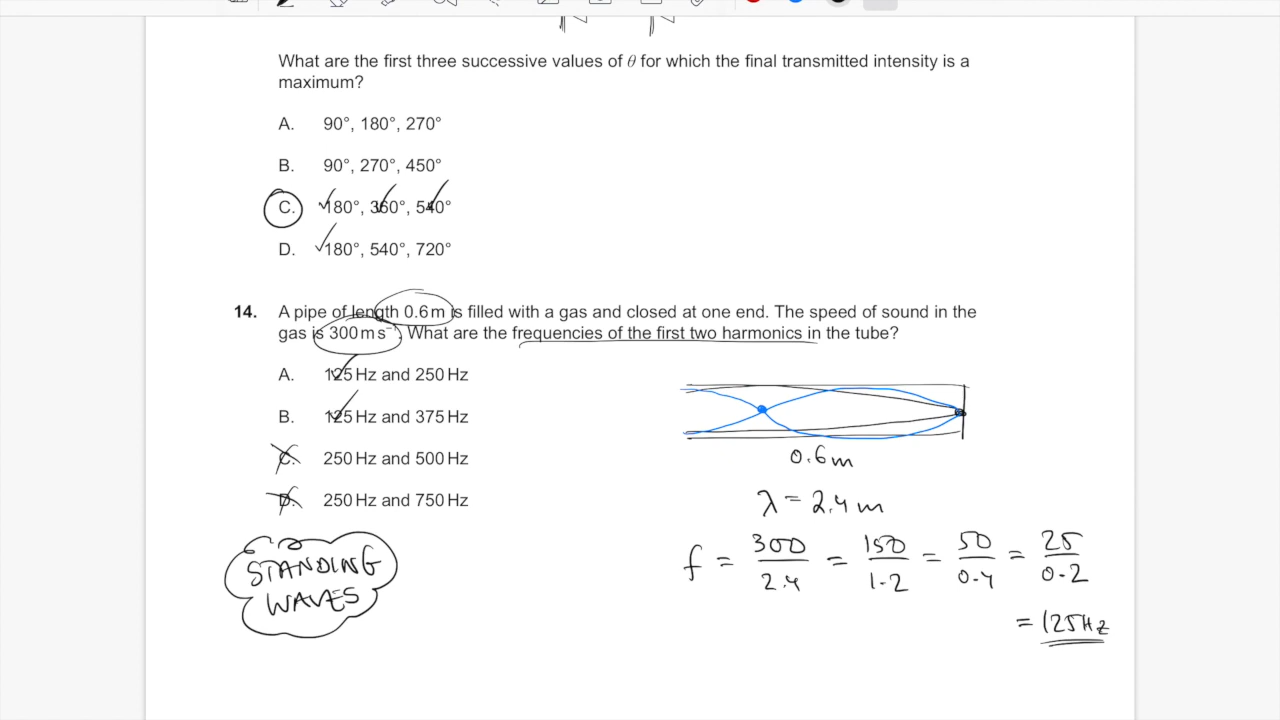 What are the first three successive values of θ for which the final transmitted intensity is a
maximum?
A. 90°, 180°, 270°
B. 90°, 270°, 450°
C. 180°, 360°, 540°
D. 180°, 540°, 720°
14. A pipe of length 0.6 m is filled with a gas and closed at one end. The speed of sound in the
gas is 300 m s⁻¹. What are the frequencies of the first two harmonics in the tube?
A. 125 Hz and 250 Hz
B. 125 Hz and 375 Hz
C. 250 Hz and 500 Hz
D. 250 Hz and 750 Hz
STANDING
WAVES
0.6m
λ = 2.4 m
f = 300/2.4 = 150/1.2 = 50/0.4 = 25/0.2
= 125Hz